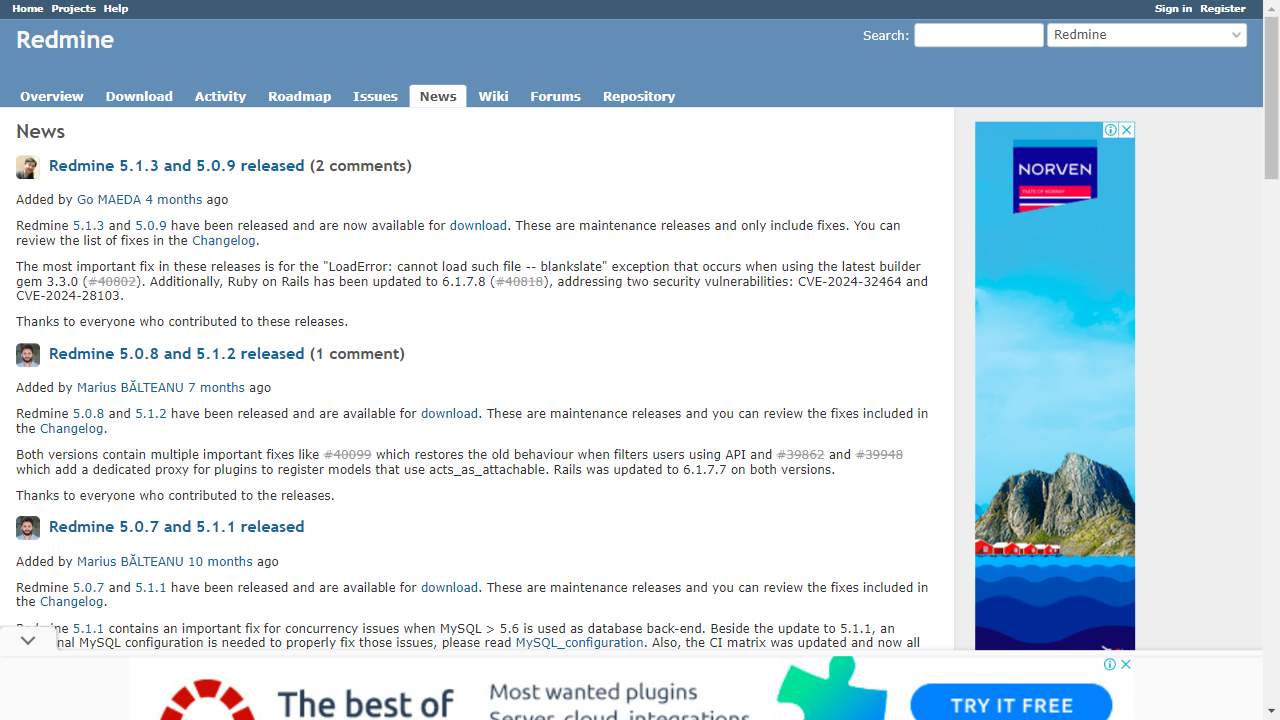 Home Projects Help Sign in Register
Redmine
Search: Redmine
Overview Download Activity Roadmap Issues News Wiki Forums Repository
News
Redmine 5.1.3 and 5.0.9 released (2 comments)
Added by Go MAEDA 4 months ago
Redmine 5.1.3 and 5.0.9 have been released and are now available for download. These are maintenance releases and only include fixes. You can
review the list of fixes in the Changelog.
The most important fix in these releases is for the "LoadError: cannot load such file -- blankslate" exception that occurs when using the latest builder
gem 3.3.0 (#40802). Additionally, Ruby on Rails has been updated to 6.1.7.8 (#40818), addressing two security vulnerabilities: CVE-2024-32464 and
CVE-2024-28103.
Thanks to everyone who contributed to these releases.
Redmine 5.0.8 and 5.1.2 released (1 comment)
Added by Marius BĂLTEANU 7 months ago
Redmine 5.0.8 and 5.1.2 have been released and are available for download. These are maintenance releases and you can review the fixes included in
the Changelog.
Both versions contain multiple important fixes like #40099 which restores the old behaviour when filters users using API and #39862 and #39948
which add a dedicated proxy for plugins to register models that use acts_as_attachable. Rails was updated to 6.1.7.7 on both versions.
Thanks to everyone who contributed to the releases.
Redmine 5.0.7 and 5.1.1 released
Added by Marius BĂLTEANU 10 months ago
Redmine 5.0.7 and 5.1.1 have been released and are available for download. These are maintenance releases and you can review the fixes included in
the Changelog.
Redmine 5.1.1 contains an important fix for concurrency issues when MySQL > 5.6 is used as database back-end. Beside the update to 5.1.1, an
nal MySQL configuration is needed to properly fix those issues, please read MySQL_configuration. Also, the CI matrix was updated and now all
NORVEN
TASTE OF NORWAY
The best of
Most wanted plugins
Server, cloud, integrations
TRY IT FREE